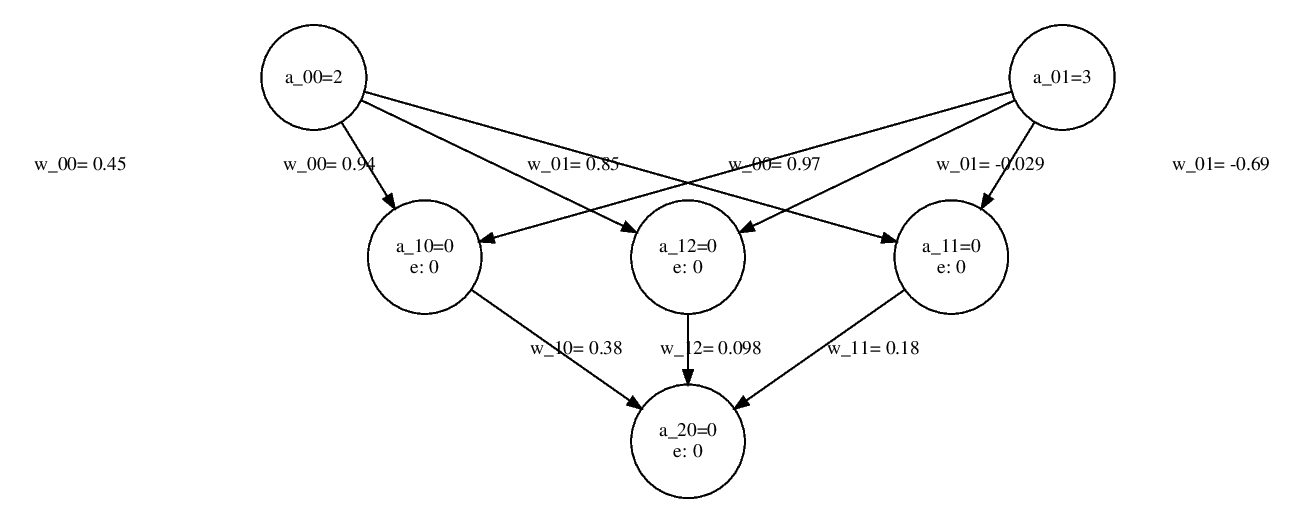 a_00=2
a_01=3
w_00= 0.45
w_00= 0.94
w_01= 0.85
w_00= 0.97
w_01= -0.029
w_01= -0.69
a_10=0
e: 0
a_12=0
e: 0
a_11=0
e: 0
w_10= 0.38
w_12= 0.098
w_11= 0.18
a_20=0
e: 0